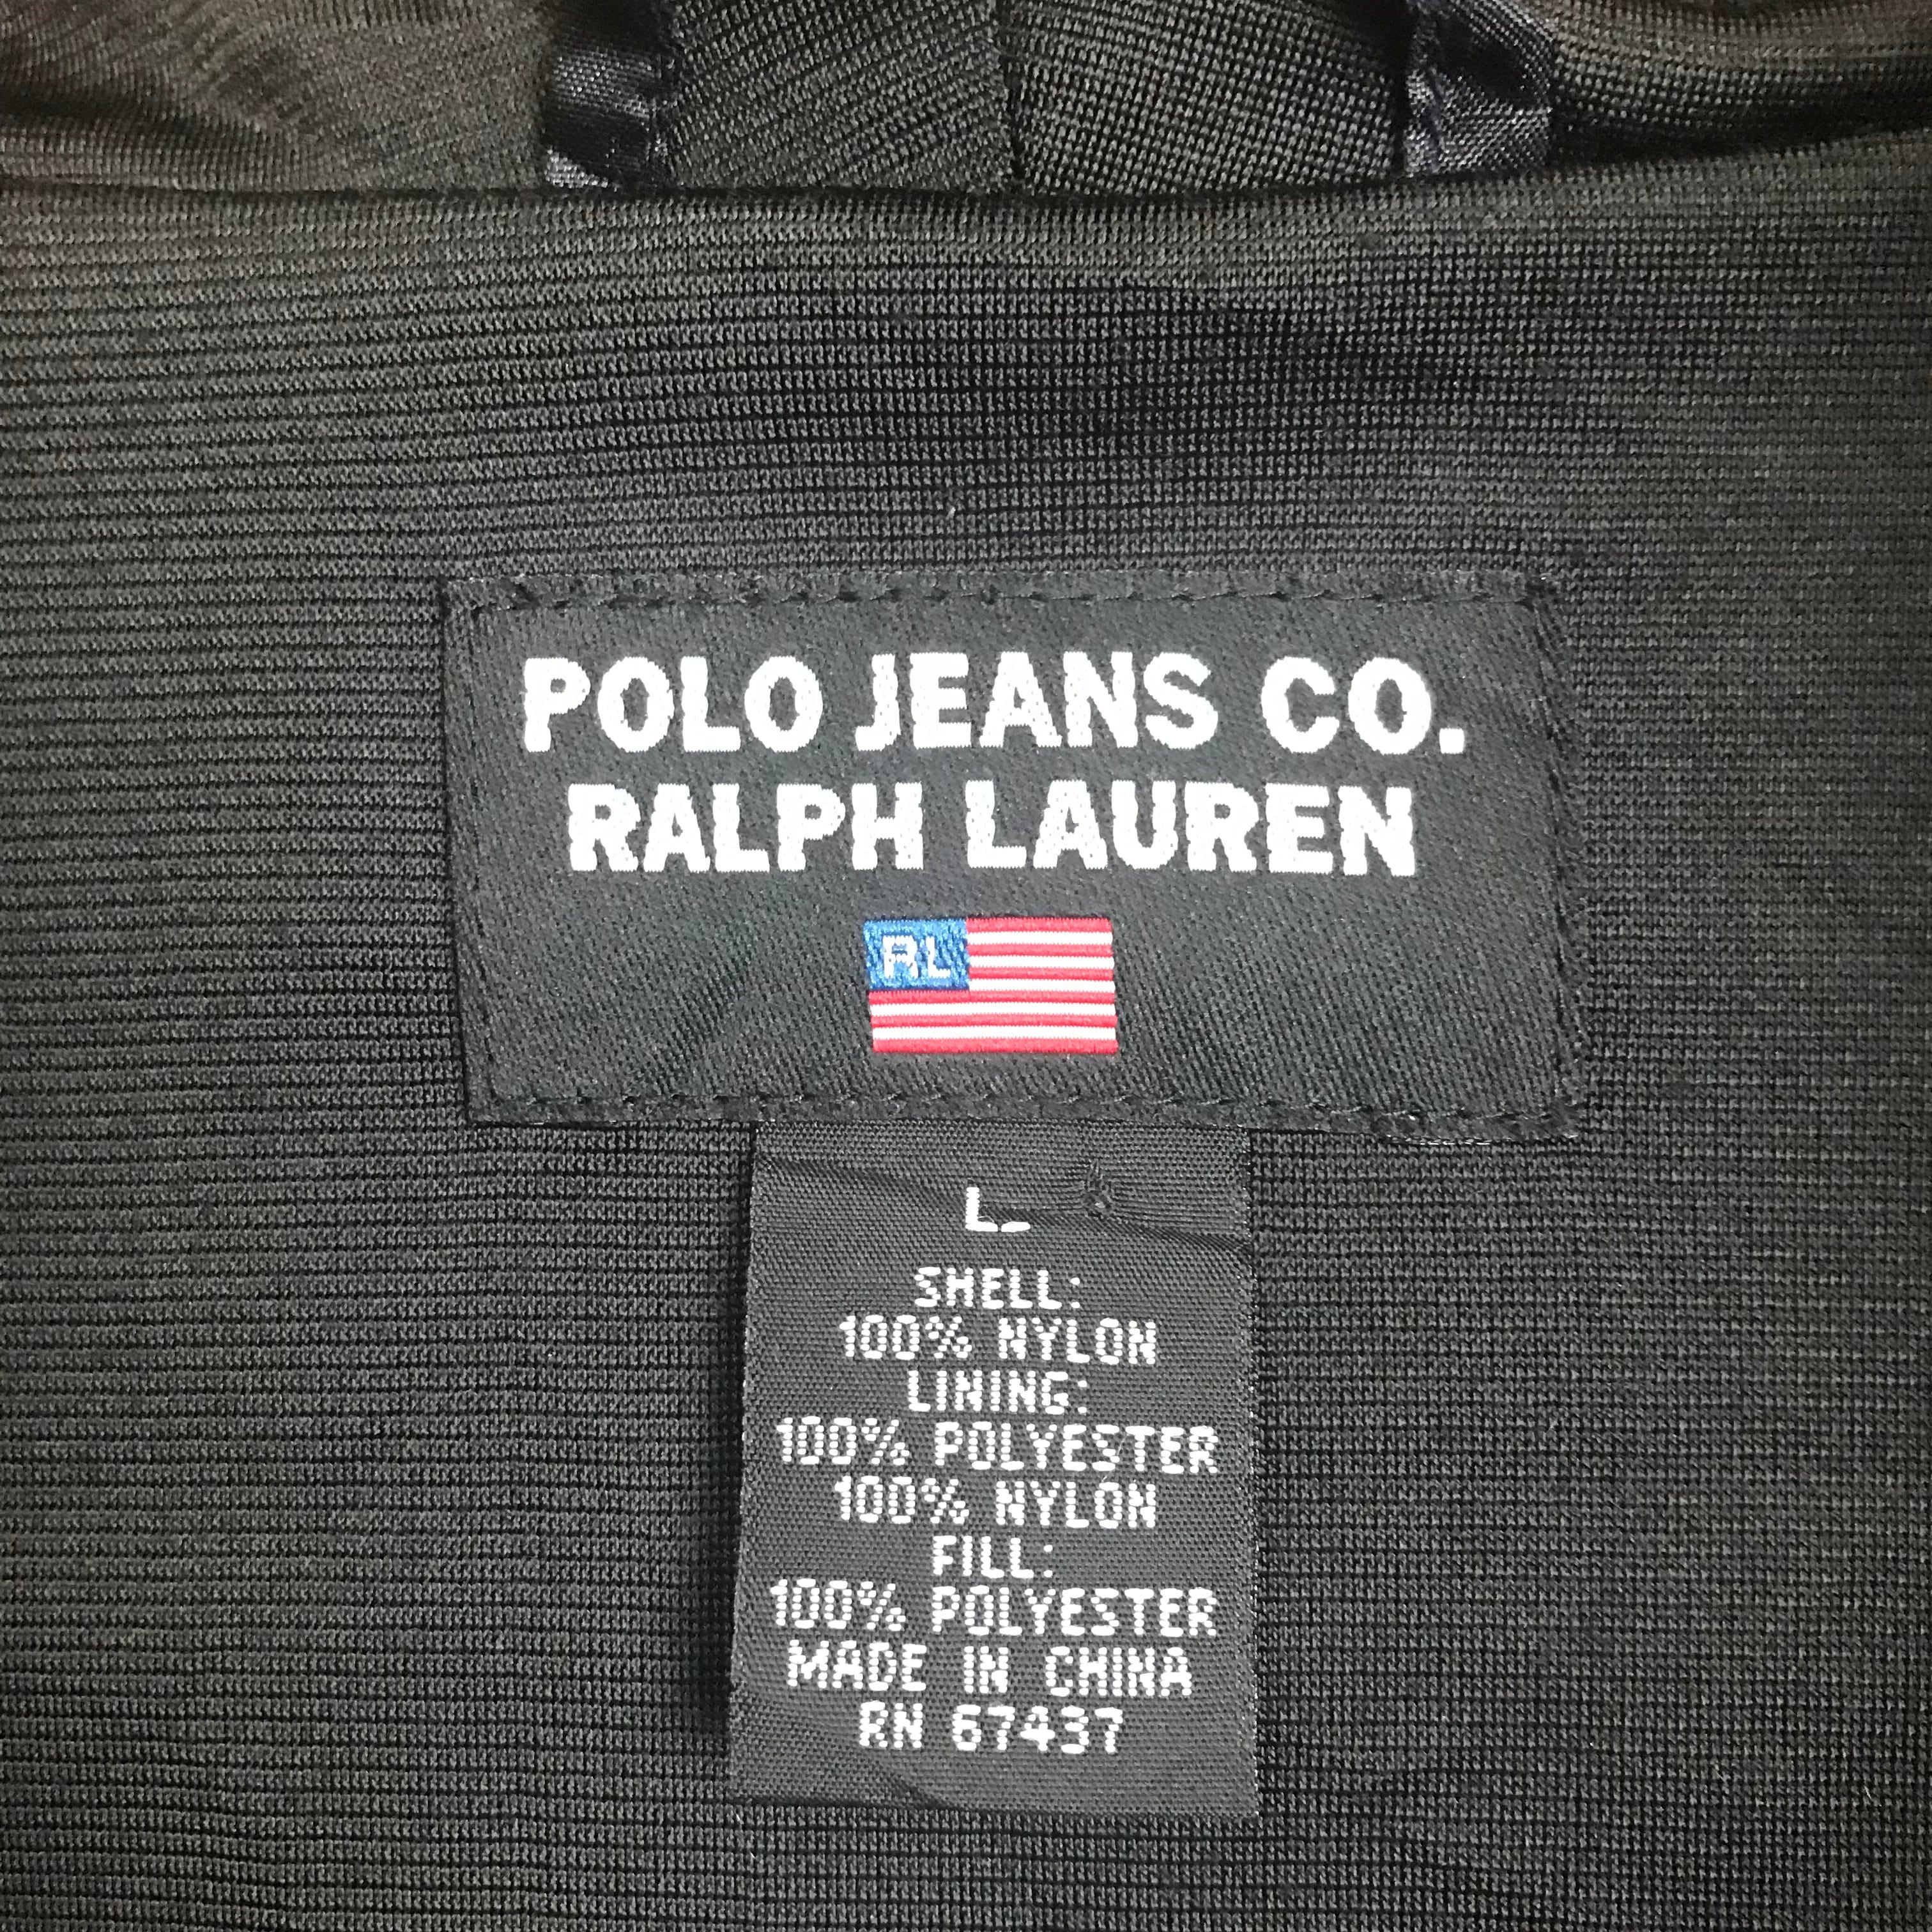 POLO JEANS CO.
RALPH LAUREN
RL
L
SHELL:
100% NYLON
LINING:
100% POLYESTER
100% NYLON
FILL:
100% POLYESTER
MADE IN CHINA
RN 67437